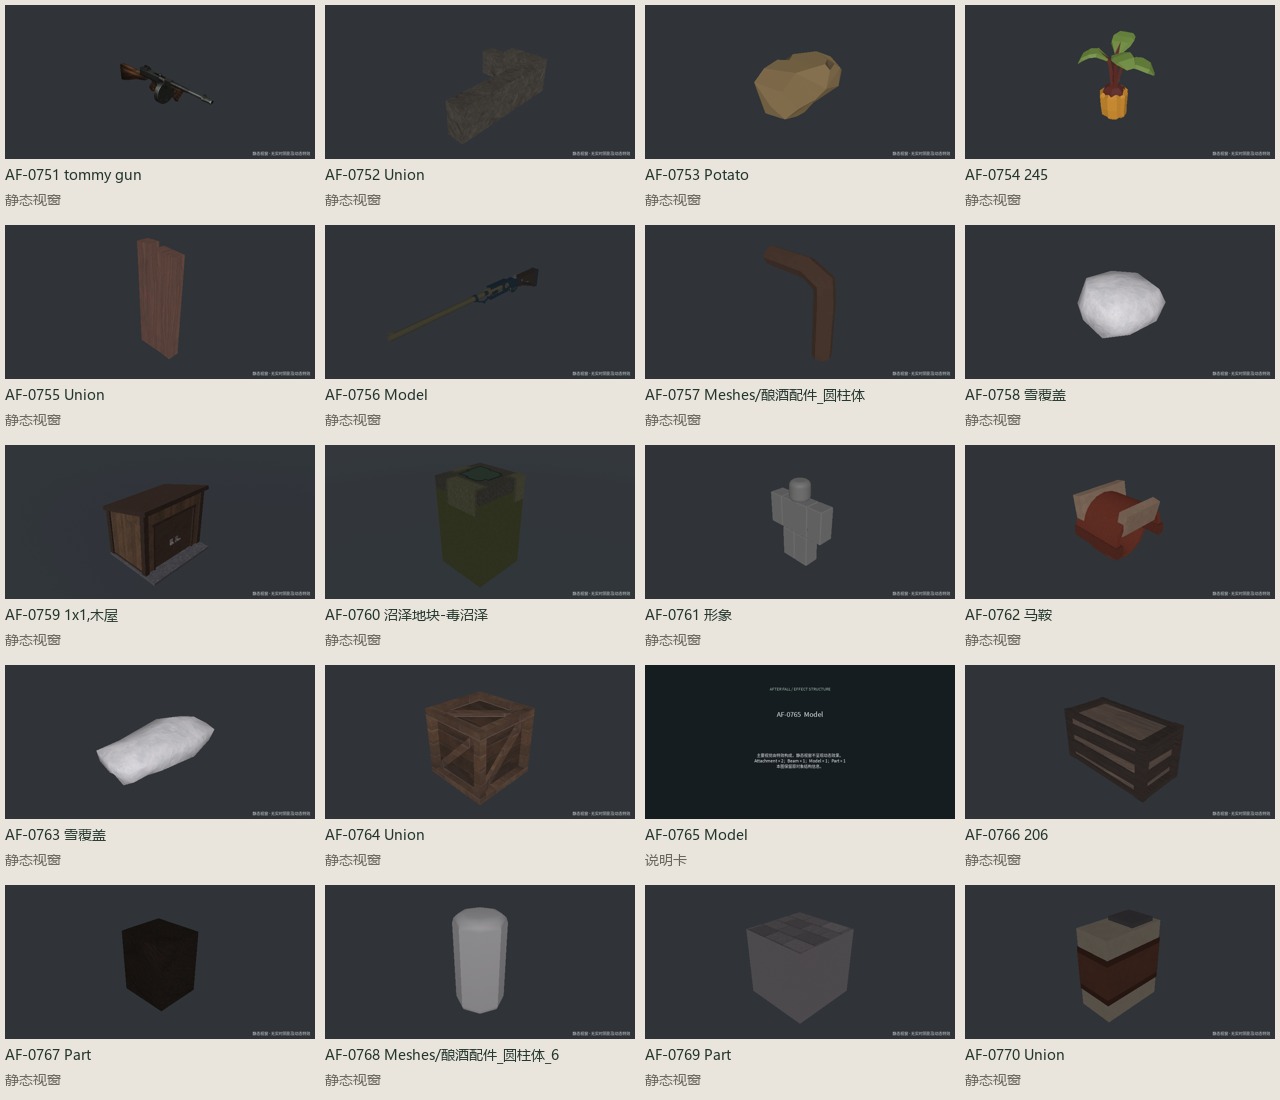 AF-0751 tommy gun
静态视窗
AF-0752 Union
静态视窗
AF-0753 Potato
静态视窗
AF-0754 245
静态视窗
AF-0755 Union
静态视窗
AF-0756 Model
静态视窗
AF-0757 Meshes/酿酒配件_圆柱体
静态视窗
AF-0758 雪覆盖
静态视窗
AF-0759 1x1,木屋
静态视窗
AF-0760 沼泽地块-毒沼泽
静态视窗
AF-0761 形象
静态视窗
AF-0762 马鞍
静态视窗
AF-0763 雪覆盖
静态视窗
AF-0764 Union
静态视窗
AFTER FALL / EFFECT STRUCTURE
AF-0765 Model
AF-0765 Model
说明卡
AF-0766 206
静态视窗
AF-0767 Part
静态视窗
AF-0768 Meshes/酿酒配件_圆柱体_6
静态视窗
AF-0769 Part
静态视窗
AF-0770 Union
静态视窗